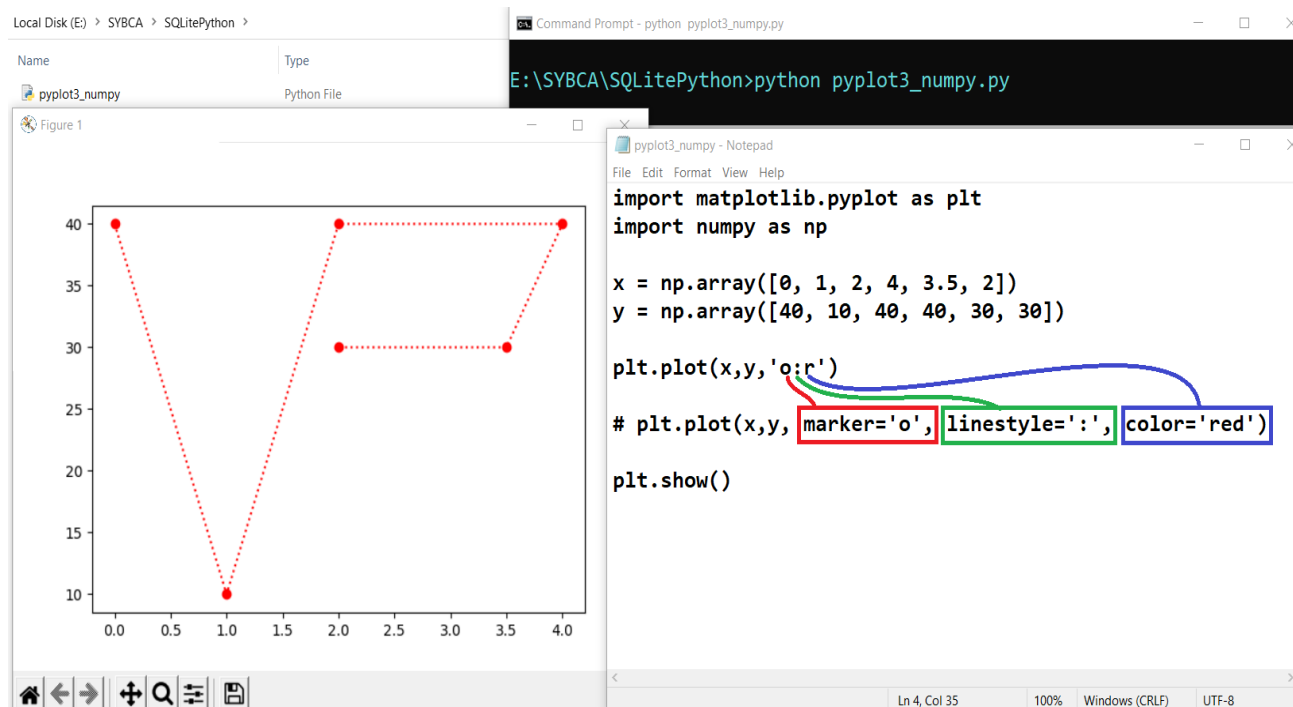 Local Disk (E:) > SYBCA > SQLitePython >
Name
Type
pyplot3_numpy
Python File
Command Prompt - python pyplot3_numpy.py
E:\SYBCA\SQLitePython>python pyplot3_numpy.py
Figure 1
40
35
30
25
20
15
10
0.0 0.5 1.0 1.5 2.0 2.5 3.0 3.5 4.0
pyplot3_numpy - Notepad
File Edit Format View Help
import matplotlib.pyplot as plt
import numpy as np
x = np.array([0, 1, 2, 4, 3.5, 2])
y = np.array([40, 10, 40, 40, 30, 30])
plt.plot(x,y,'o:r')
# plt.plot(x,y, marker='o', linestyle=':', color='red')
plt.show()
Ln 4, Col 35 100% Windows (CRLF) UTF-8